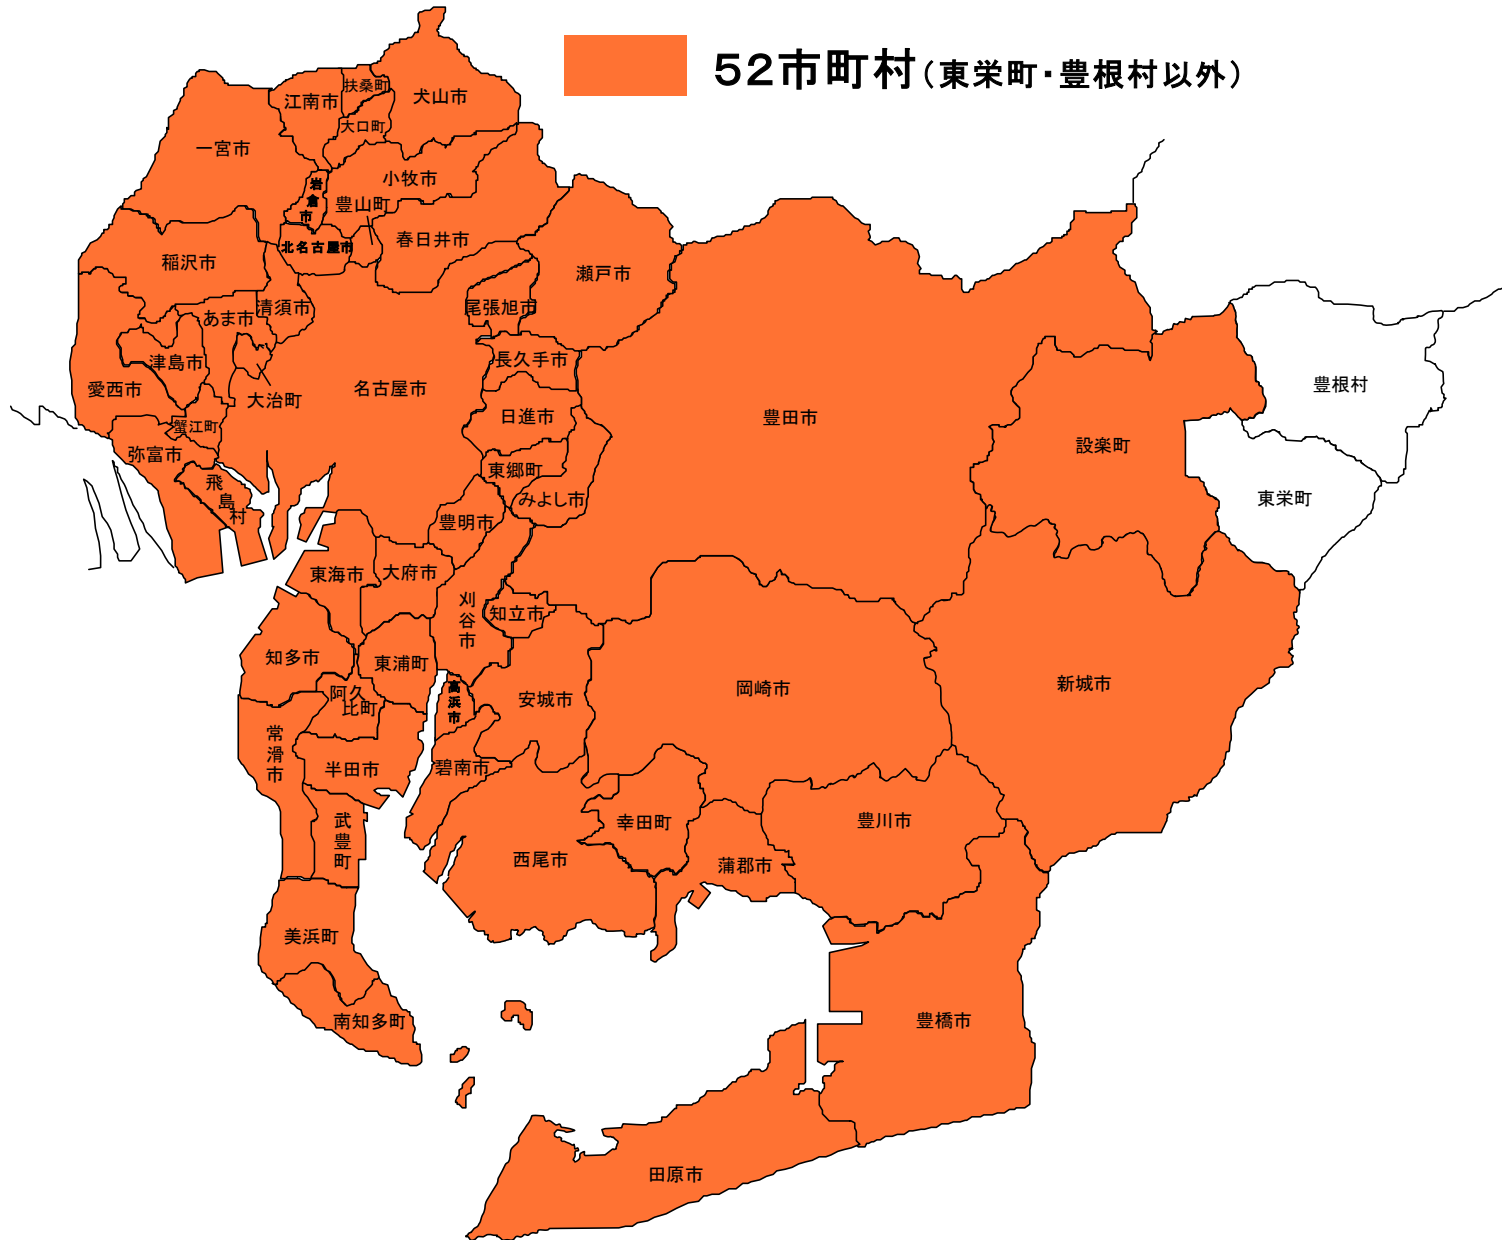 52市町村(東栄町・豊根村以外)
扶桑町
犬山市
江南市
大口町
一宮市
小牧市
岩倉市
豊山町
春日井市
北名古屋市
稲沢市
瀬戸市
清須市
尾張旭市
あま市
津島市
長久手市
愛西市
大治町
名古屋市
豊根村
日進市
豊田市
蟹江町
設楽町
弥富市
東郷町
飛島村
みよし市
東栄町
豊明市
東海市
大府市
刈谷市
知立市
知多市
東浦町
新城市
岡崎市
高浜市
阿久
比町
安城市
常滑市
半田市
碧南市
武豊町
幸田町
豊川市
西尾市
蒲郡市
美浜町
南知多町
豊橋市
田原市